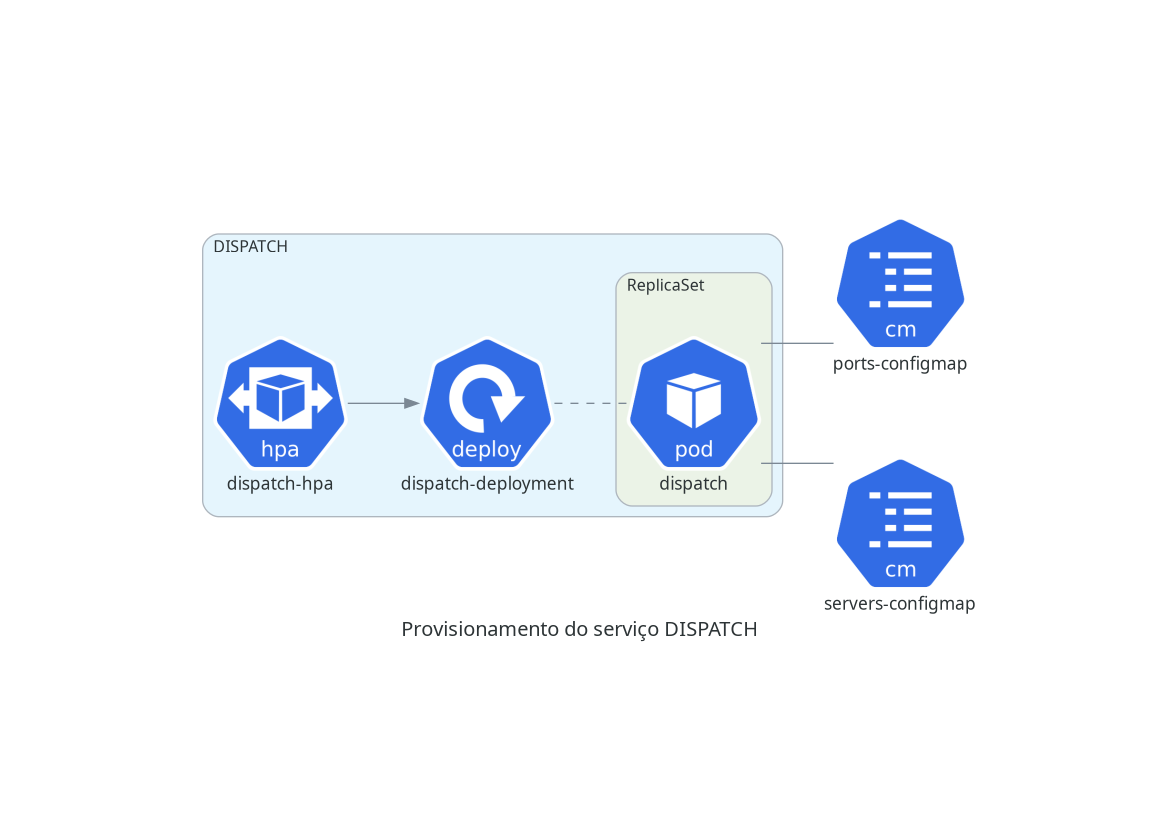 DISPATCH
ReplicaSet
cm
ports-configmap
hpa
dispatch-hpa
deploy
dispatch-deployment
pod
dispatch
cm
servers-configmap
Provisionamento do serviço DISPATCH